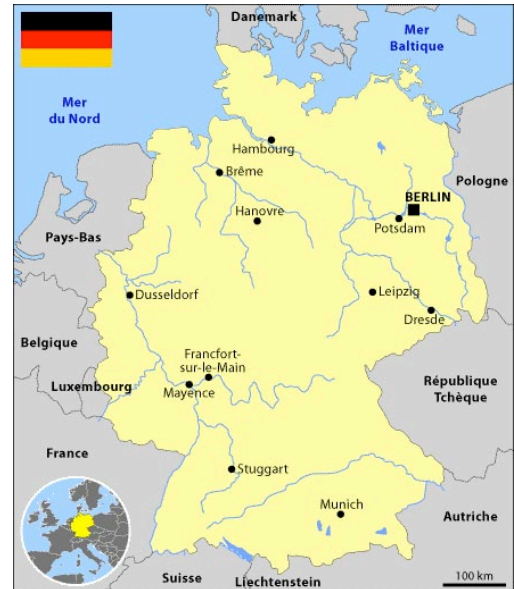 Danemark
Mer
Baltique
Mer
du Nord
Hambourg
Brême
Pologne
BERLIN
Hanovre
Potsdam
Pays-Bas
Dusseldorf
Leipzig
Dresde
Belgique
Francfort-
sur-le-Main
Luxembourg
Mayence
République
Tchèque
France
Stuggart
Munich
Autriche
Suisse
Liechtenstein
100 km